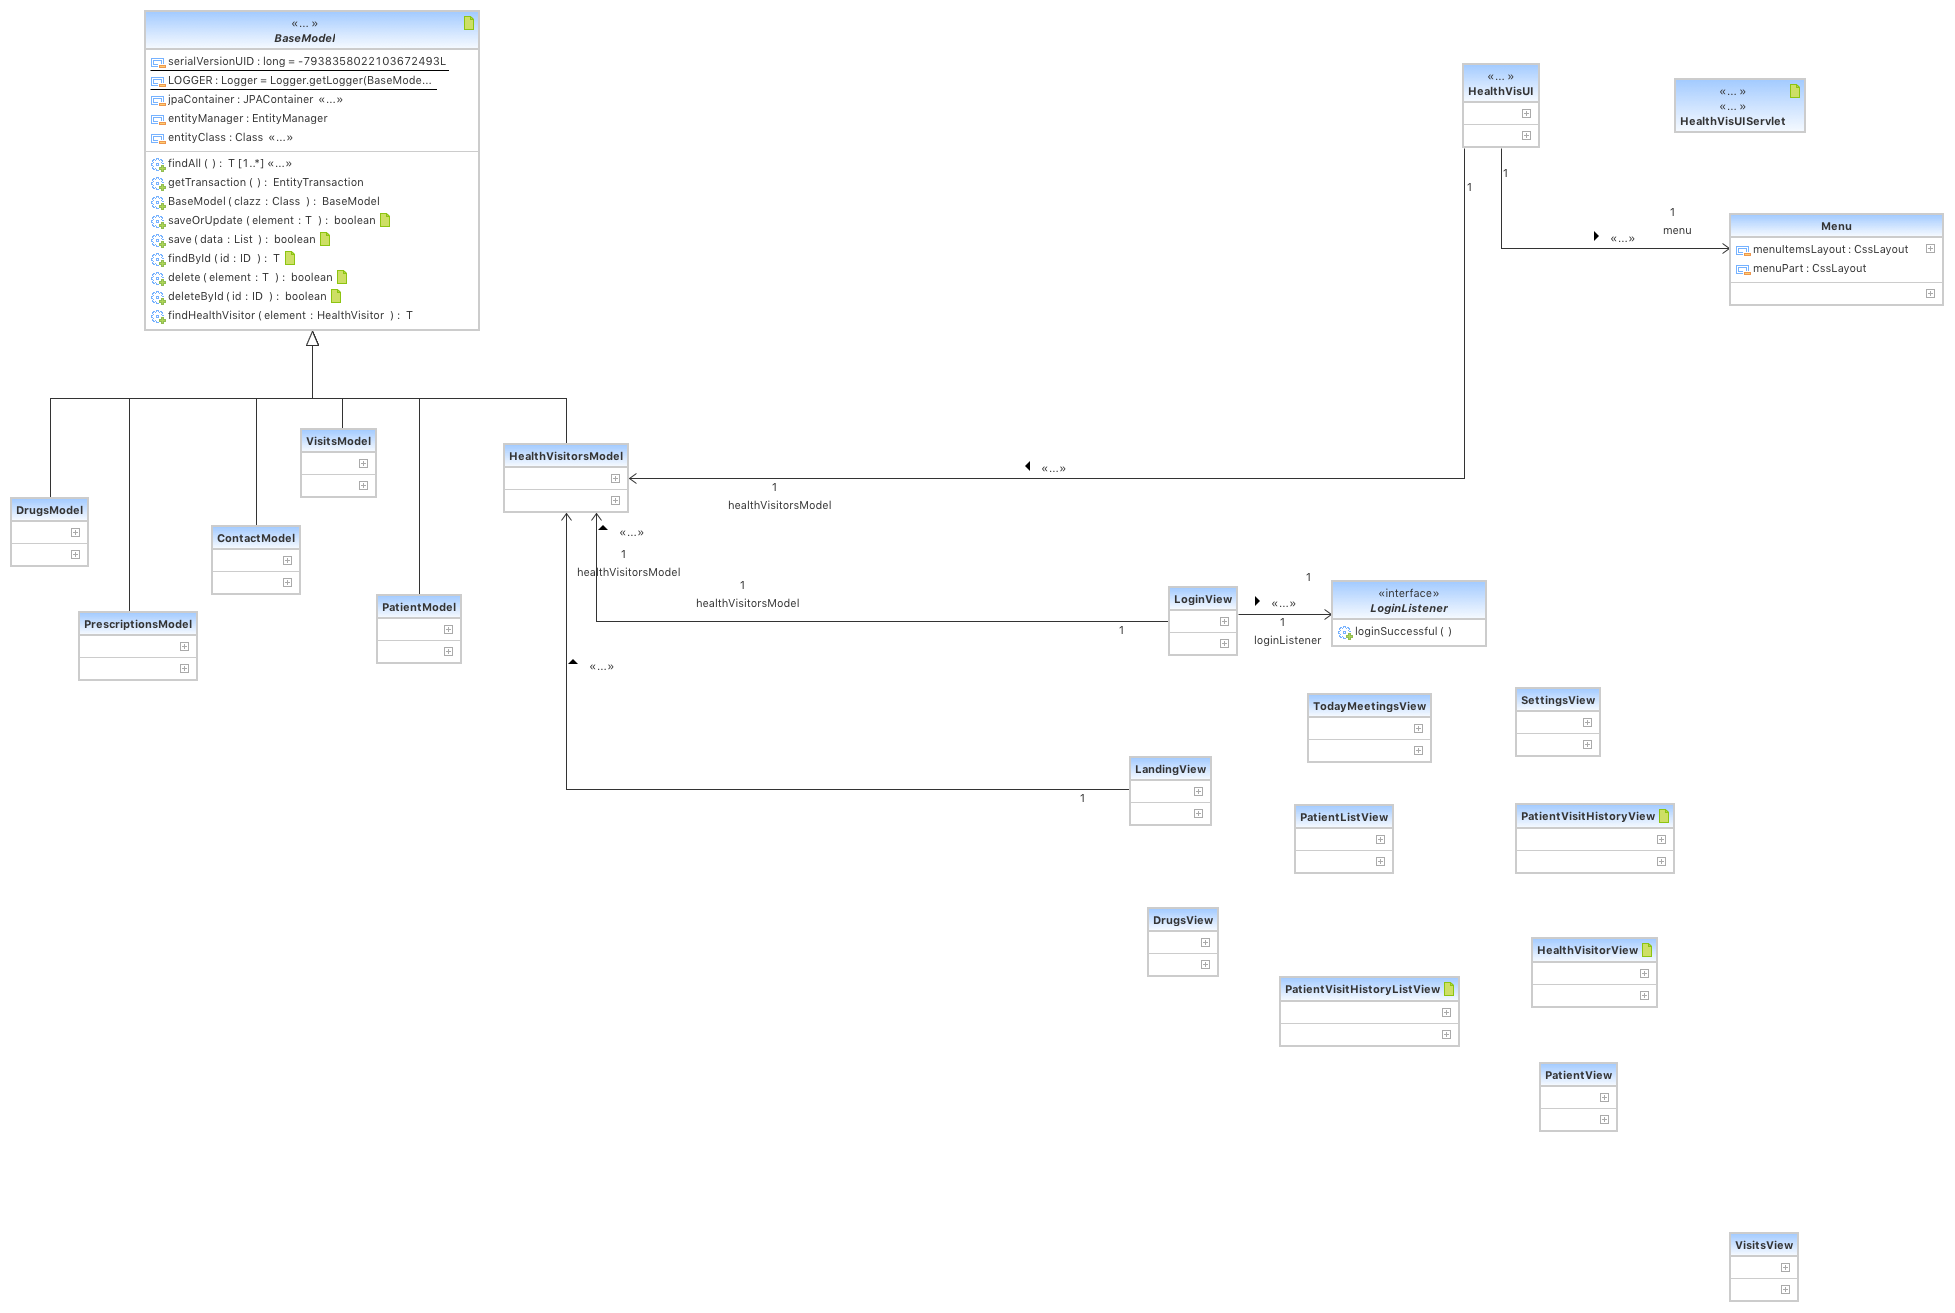 «... »
BaseModel
serialVersionUID : long = -7938358022103672493L
LOGGER : Logger = Logger.getLogger(BaseMode...
jpaContainer : JPAContainer «...»
entityManager : EntityManager
entityClass : Class «...»
findAll ( ) : T [1..*] «...»
getTransaction ( ) : EntityTransaction
BaseModel ( clazz : Class ) : BaseModel
saveOrUpdate ( element : T ) : boolean
save ( data : List ) : boolean
findById ( id : ID ) : T
delete ( element : T ) : boolean
deleteById ( id : ID ) : boolean
findHealthVisitor ( element : HealthVisitor ) : T
«... »
HealthVisUI
«... »
«... »
HealthVisUIServlet
1
1
1
menu
«...»
Menu
menuItemsLayout : CssLayout
menuPart : CssLayout
VisitsModel
HealthVisitorsModel
DrugsModel
ContactModel
PrescriptionsModel
PatientModel
«...»
1
healthVisitorsModel
«...»
1
healthVisitorsModel
1
healthVisitorsModel
1
«...»
1
LoginView
1
«...»
1
loginListener
«interface»
LoginListener
loginSuccessful ( )
TodayMeetingsView
SettingsView
LandingView
PatientListView
PatientVisitHistoryView
DrugsView
HealthVisitorView
PatientVisitHistoryListView
PatientView
VisitsView